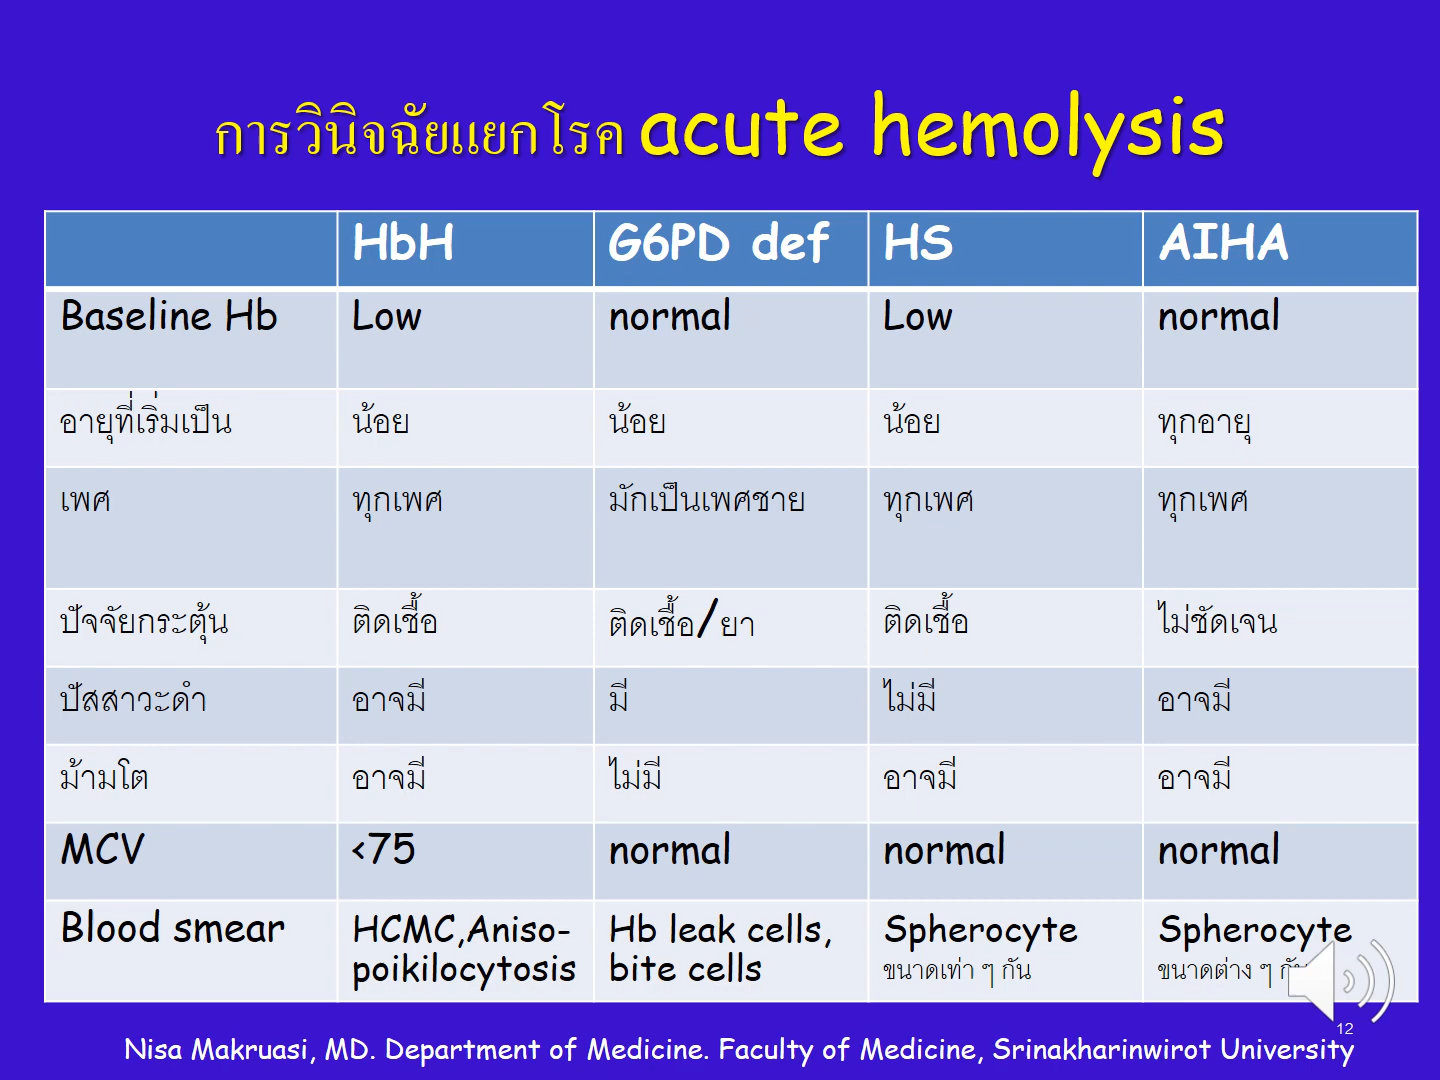 การวินิจฉัยแยกโรค acute hemolysis
HbH G6PD def HS AIHA
Baseline Hb Low normal Low normal
อายุที่เริ่มเป็น น้อย น้อย น้อย ทุกอายุ
เพศ ทุกเพศ มักเป็นเพศชาย ทุกเพศ ทุกเพศ
ปัจจัยกระตุ้น ติดเชื้อ ติดเชื้อ/ยา ติดเชื้อ ไม่ชัดเจน
ปัสสาวะดำ อาจมี มี ไม่มี อาจมี
ม้ามโต อาจมี ไม่มี อาจมี อาจมี
MCV <75 normal normal normal
Blood smear HCMC,Aniso- Hb leak cells, Spherocyte Spherocyte
poikilocytosis bite cells ขนาดเท่า ๆ กัน ขนาดต่าง ๆ กัน
12
Nisa Makruasi, MD. Department of Medicine. Faculty of Medicine, Srinakharinwirot University